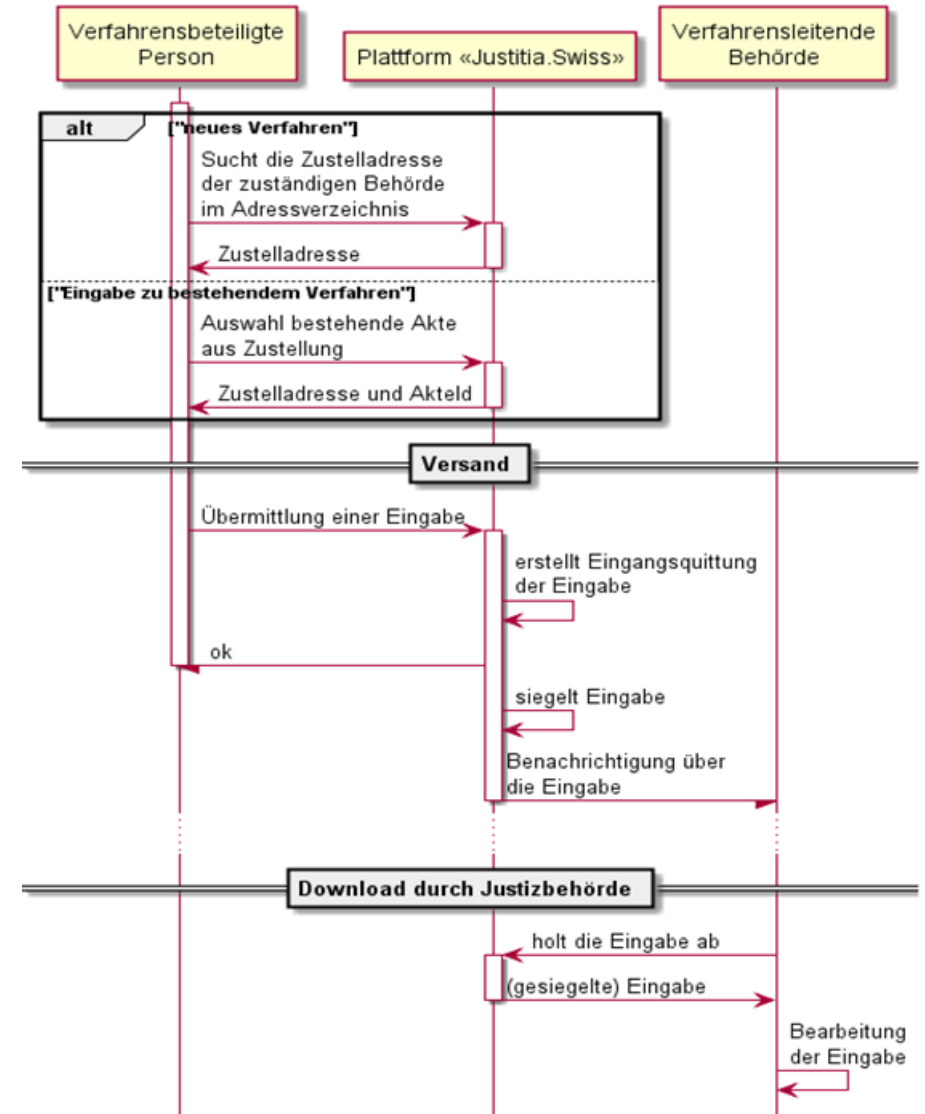 Verfahrensbeteiligte
Person
Plattform «Justitia.Swiss»
Verfahrensleitende
Behörde
alt
["neues Verfahren"]
Sucht die Zustelladresse
der zuständigen Behörde
im Adressverzeichnis
Zustelladresse
["Eingabe zu bestehendem Verfahren"]
Auswahl bestehende Akte
aus Zustellung
Zustelladresse und AkteId
Versand
Übermittlung einer Eingabe
erstellt Eingangsquittung
der Eingabe
ok
siegelt Eingabe
Benachrichtigung über
die Eingabe
Download durch Justizbehörde
holt die Eingabe ab
(gesiegelte) Eingabe
Bearbeitung
der Eingabe